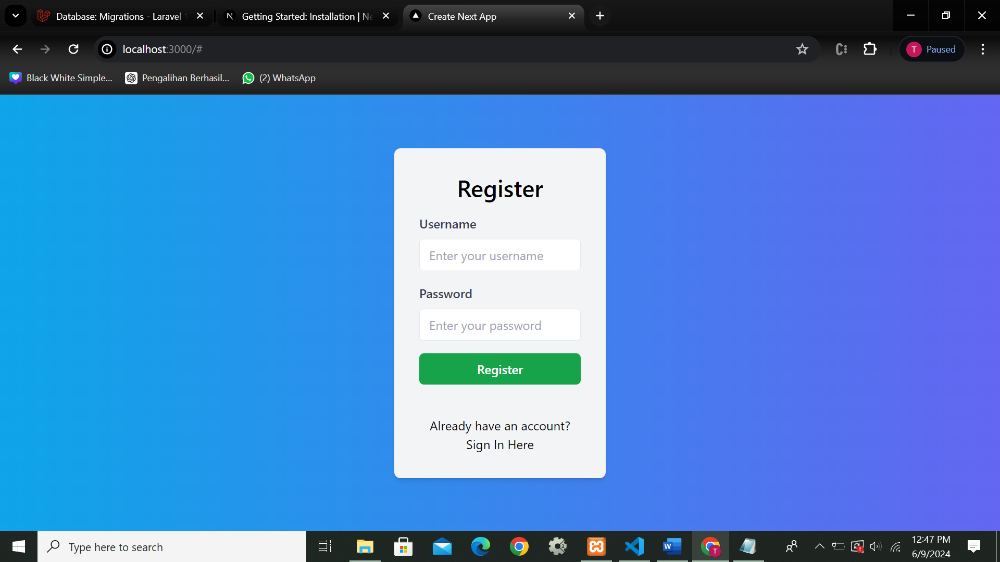 Database: Migrations - Laravel
Getting Started: Installation | Ne
Create Next App
localhost:3000/#
T
Paused
Black White Simple...
Pengalihan Berhasil...
(2) WhatsApp
Register
Username
Enter your username
Password
Enter your password
Register
Already have an account?
Sign In Here
Type here to search
12:47 PM
6/9/2024